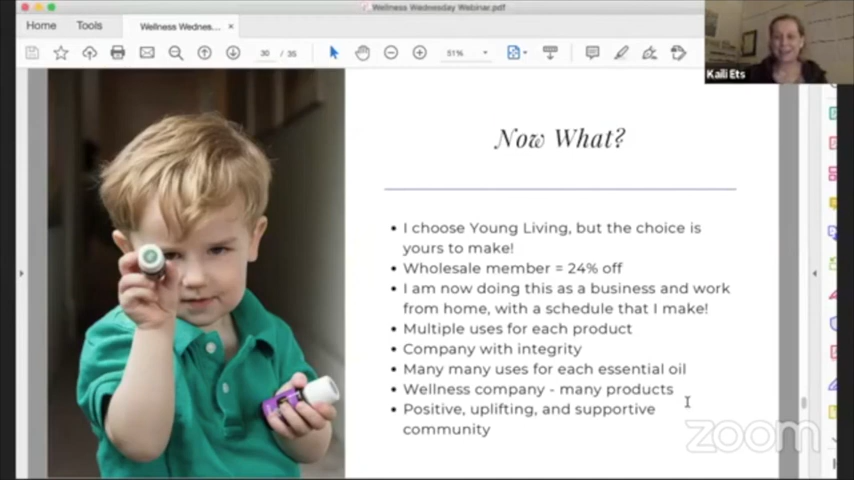 Wellness Wednesday Webinar.pdf
Home
Tools
Wellness Wednes...
×
30 / 35
51%
Kaili Ets
Now What?
• I choose Young Living, but the choice is
yours to make!
• Wholesale member = 24% off
• I am now doing this as a business and work
from home, with a schedule that I make!
• Multiple uses for each product
• Company with integrity
• Many many uses for each essential oil
• Wellness company - many products
• Positive, uplifting, and supportive
community
zoom